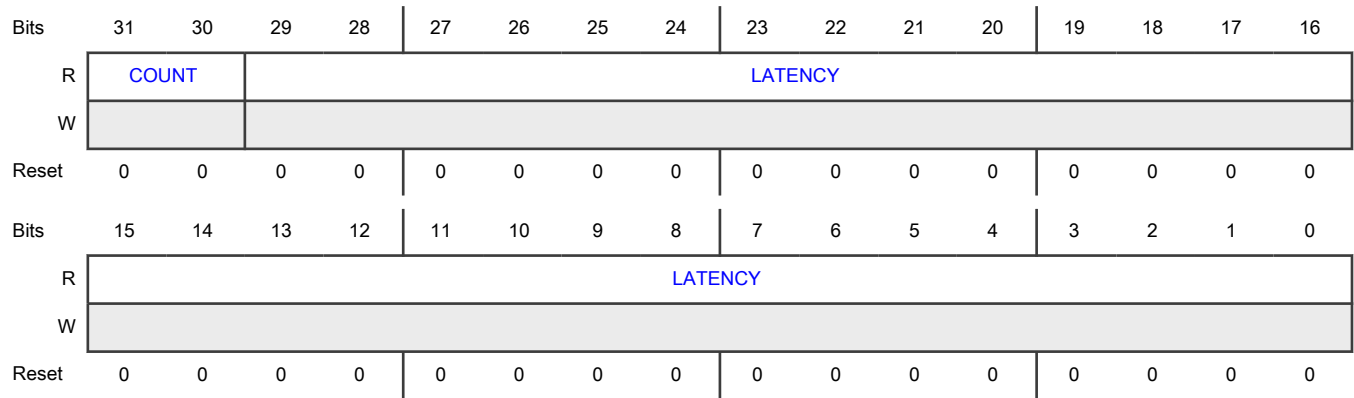 Bits 31 30 29 28 27 26 25 24 23 22 21 20 19 18 17 16
R COUNT LATENCY
W
Reset 0 0 0 0 0 0 0 0 0 0 0 0 0 0 0 0
Bits 15 14 13 12 11 10 9 8 7 6 5 4 3 2 1 0
R LATENCY
W
Reset 0 0 0 0 0 0 0 0 0 0 0 0 0 0 0 0